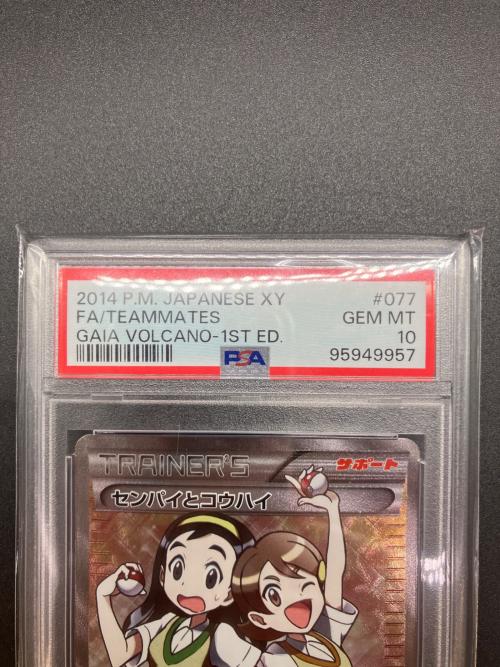 2014 P.M. JAPANESE XY #077
FA/TEAMMATES GEM MT
GAIA VOLCANO-1ST ED. 10
PSA 95949957
TRAINER'S サポート
センパイとコウハイ